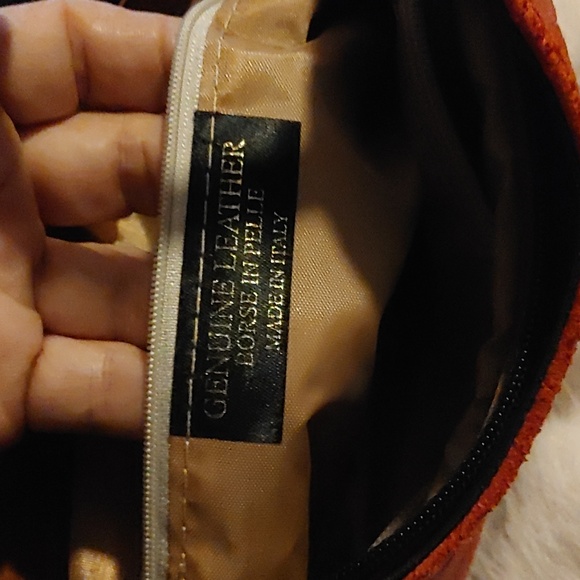 GENUINE LEATHER
BORSE IN PELLE
MADE IN ITALY